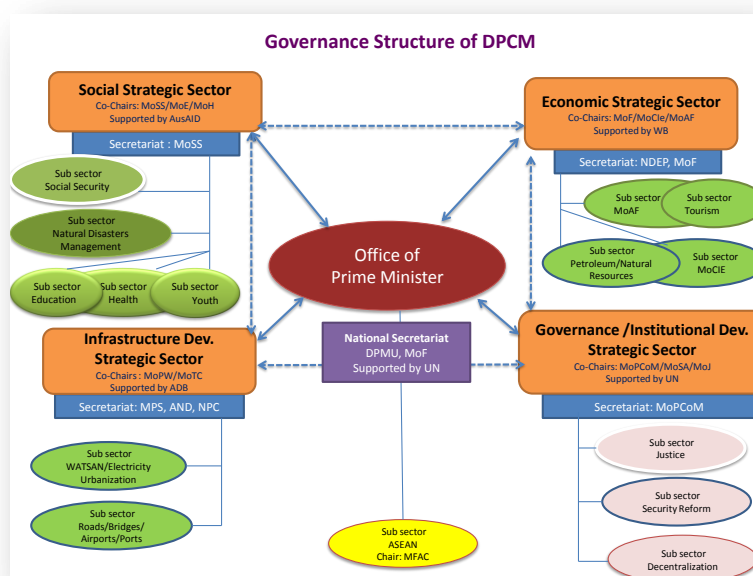 Governance Structure of DPCM
Social Strategic Sector
Co-Chairs: MoSS/MoE/MoH
Supported by AusAID
Secretariat : MoSS
Sub sector
Social Security
Sub sector
Natural Disasters
Management
Sub sector
Education
Sub sector
Health
Sub sector
Youth
Economic Strategic Sector
Co-Chairs: MoF/MoCIe/MoAF
Supported by WB
Secretariat: NDEP, MoF
Sub sector
MoAF
Sub sector
Tourism
Sub sector
Petroleum/Natural
Resources
Sub sector
MoCIE
Office of
Prime Minister
National Secretariat
DPMU, MoF
Supported by UN
Infrastructure Dev.
Strategic Sector
Co-Chairs : MoPW/MoTC
Supported by ADB
Secretariat: MPS, AND, NPC
Sub sector
WATSAN/Electricity
Urbanization
Sub sector
Roads/Bridges/
Airports/Ports
Governance /Institutional Dev.
Strategic Sector
Co-Chairs: MoPCoM/MoSA/MoJ
Supported by UN
Secretariat: MoPCoM
Sub sector
Justice
Sub sector
Security Reform
Sub sector
Decentralization
Sub sector
ASEAN
Chair: MFAC